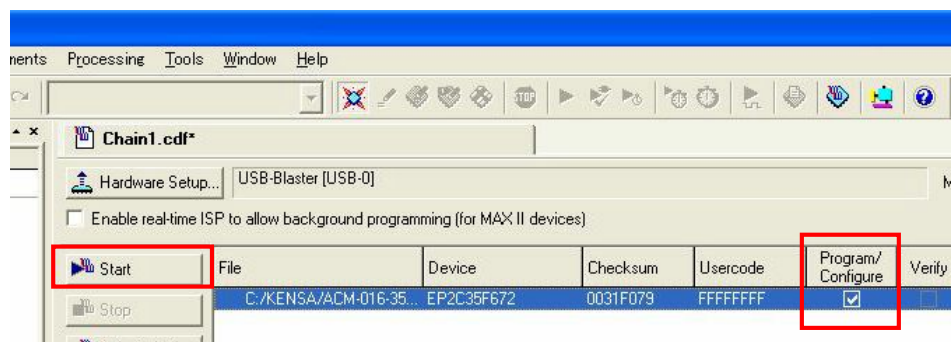 Processing Tools Window Help
STOP
Chain1.cdf*
Hardware Setup... USB-Blaster [USB-0]
Enable real-time ISP to allow background programming (for MAX II devices)
Start File Device Checksum Usercode Program/ Configure Verify
C:/KENSA/ACM-016-35... EP2C35F672 0031F079 FFFFFFFF
Stop